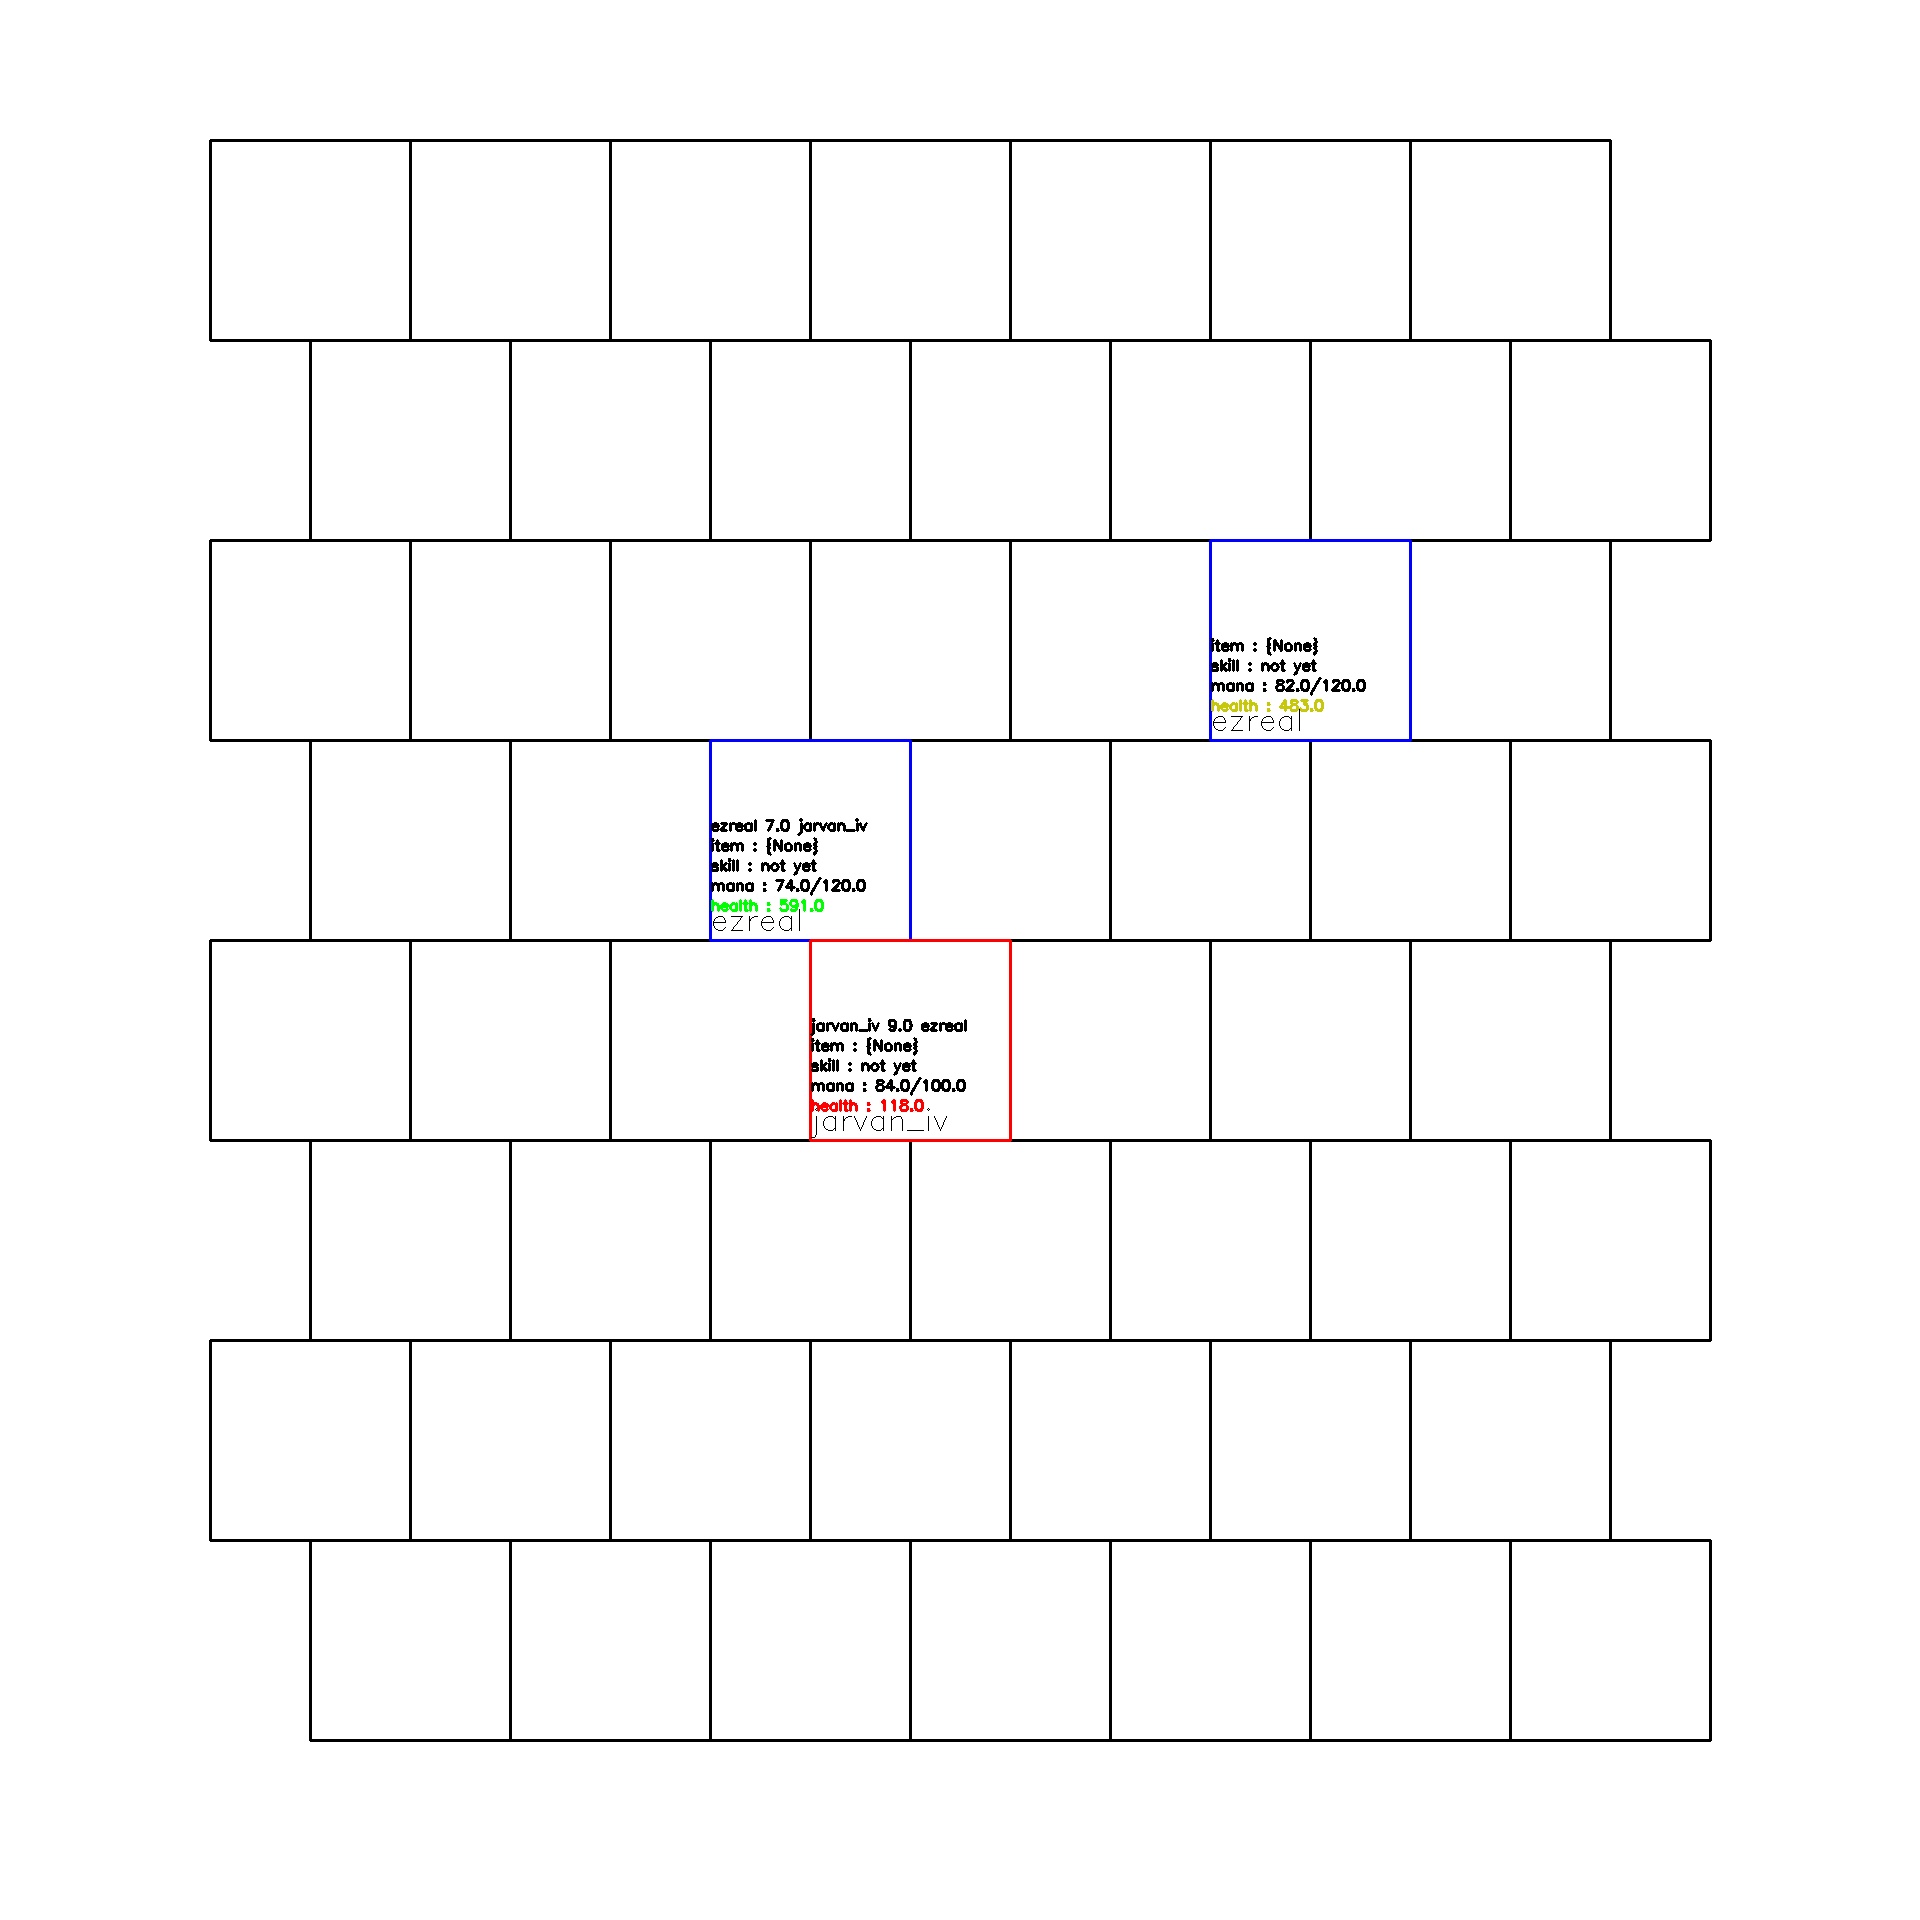 item : {None}
skill : not yet
mana : 82.0/120.0
health : 483.0
ezreal
ezreal 7.0 jarvan_iv
item : {None}
skill : not yet
mana : 74.0/120.0
health : 591.0
ezreal
jarvan_iv 9.0 ezreal
item : {None}
skill : not yet
mana : 84.0/100.0
health : 118.0
jarvan_iv